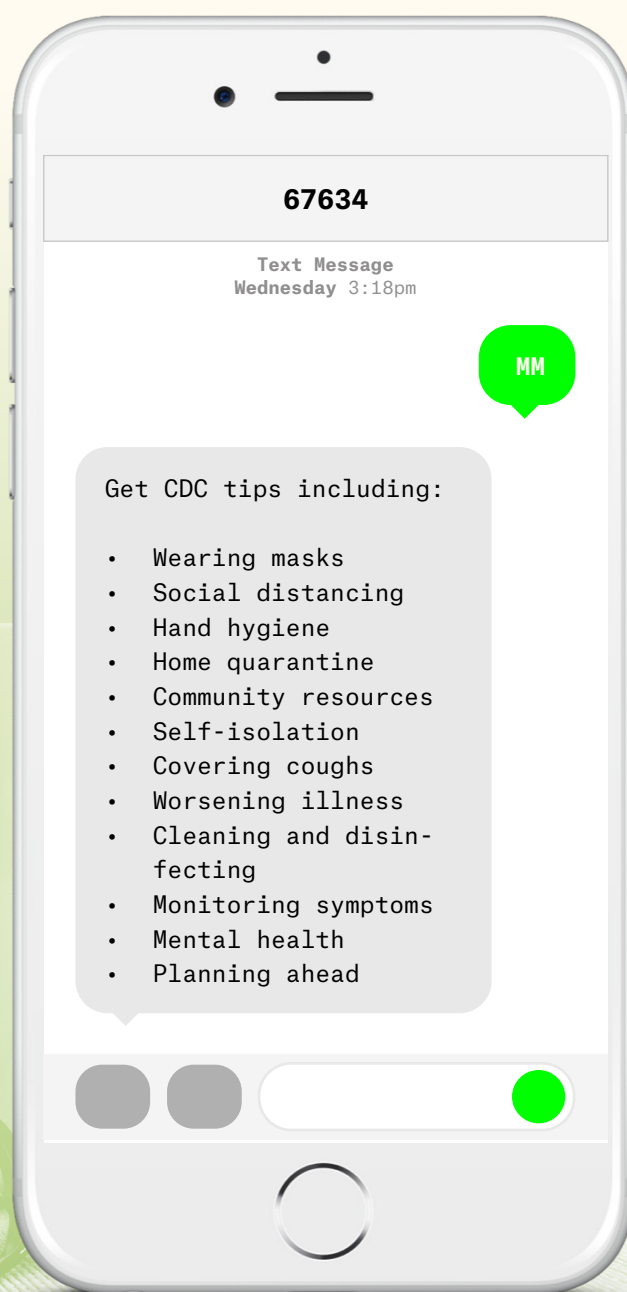 67634
Text Message
Wednesday 3:18pm
MM
Get CDC tips including:
• Wearing masks
• Social distancing
• Hand hygiene
• Home quarantine
• Community resources
• Self-isolation
• Covering coughs
• Worsening illness
• Cleaning and disin-
fecting
• Monitoring symptoms
• Mental health
• Planning ahead